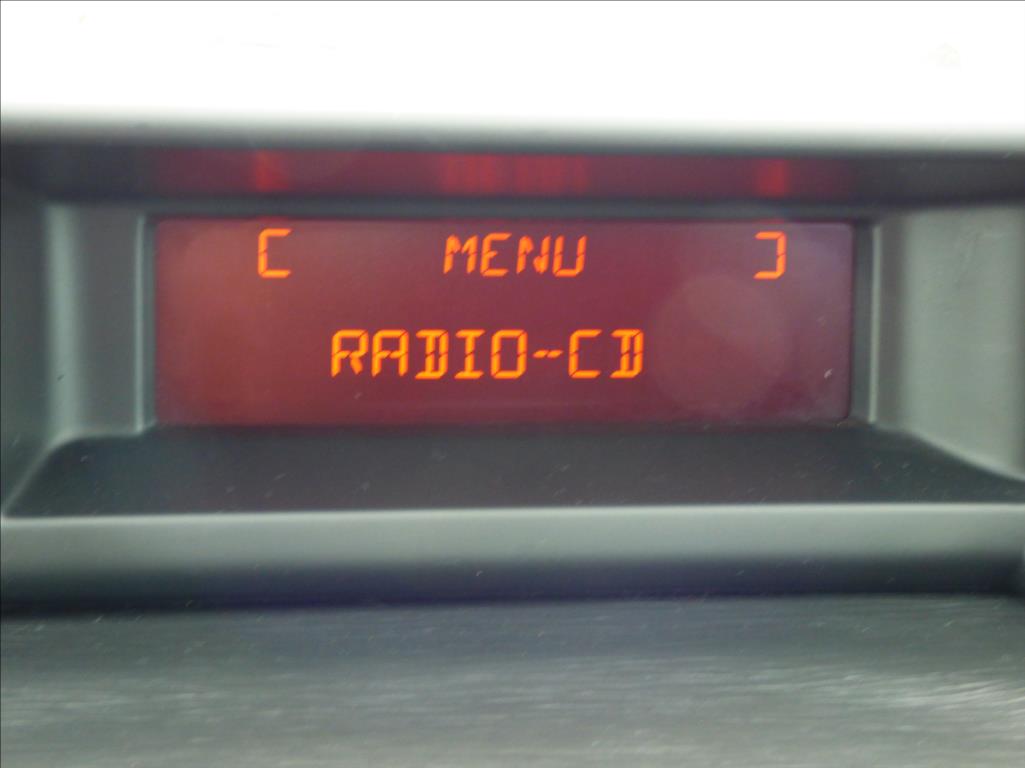 [ MENU ]
RADIO-CD